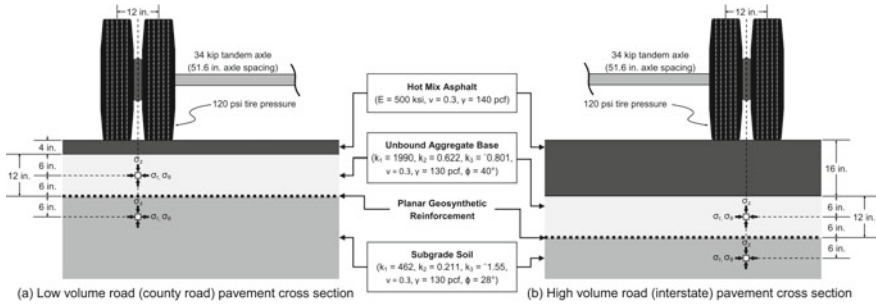 12 in.
34 kip tandem axle
(51.6 in. axle spacing)
120 psi tire pressure
4 in.
6 in.
12 in.
6 in.
6 in.
σz
σr, σθ
σz
σr, σθ
Hot Mix Asphalt
(E = 500 ksi, ν = 0.3, γ = 140 pcf)
Unbound Aggregate Base
(k₁ = 1990, k₂ = 0.622, k₃ = ⁻0.801,
ν = 0.3, γ = 130 pcf, ϕ = 40°)
Planar Geosynthetic
Reinforcement
Subgrade Soil
(k₁ = 462, k₂ = 0.211, k₃ = ⁻1.55,
ν = 0.3, γ = 130 pcf, ϕ = 28°)
12 in.
34 kip tandem axle
(51.6 in. axle spacing)
120 psi tire pressure
16 in.
6 in.
6 in.
12 in.
6 in.
σz
σr, σθ
σz
σr, σθ
(a) Low volume road (county road) pavement cross section
(b) High volume road (interstate) pavement cross section